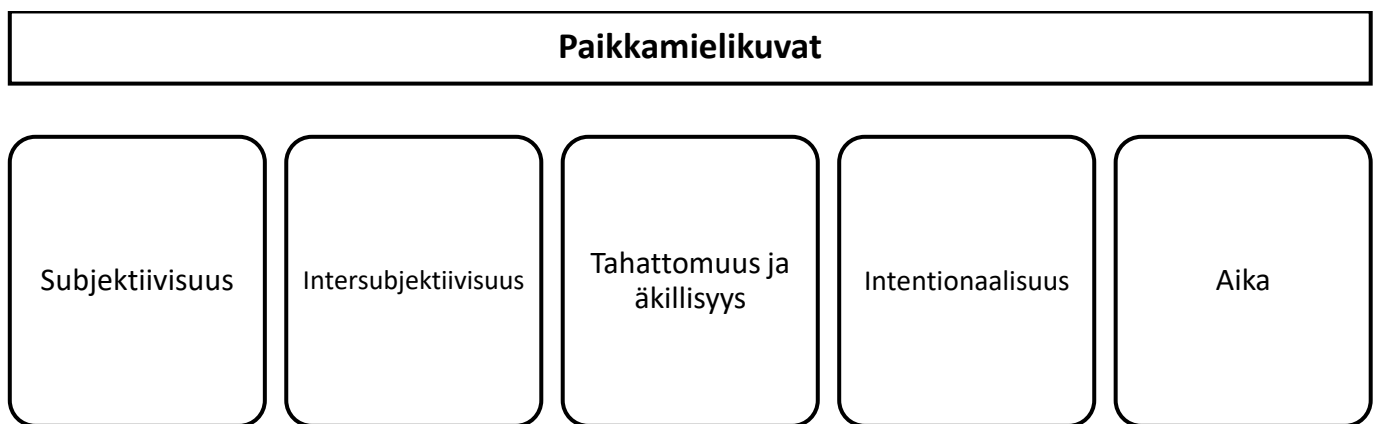 Paikkamielikuvat
Subjektiivisuus
Intersubjektiivisuus
Tahattomuus ja
äkillisyys
Intentionaalisuus
Aika